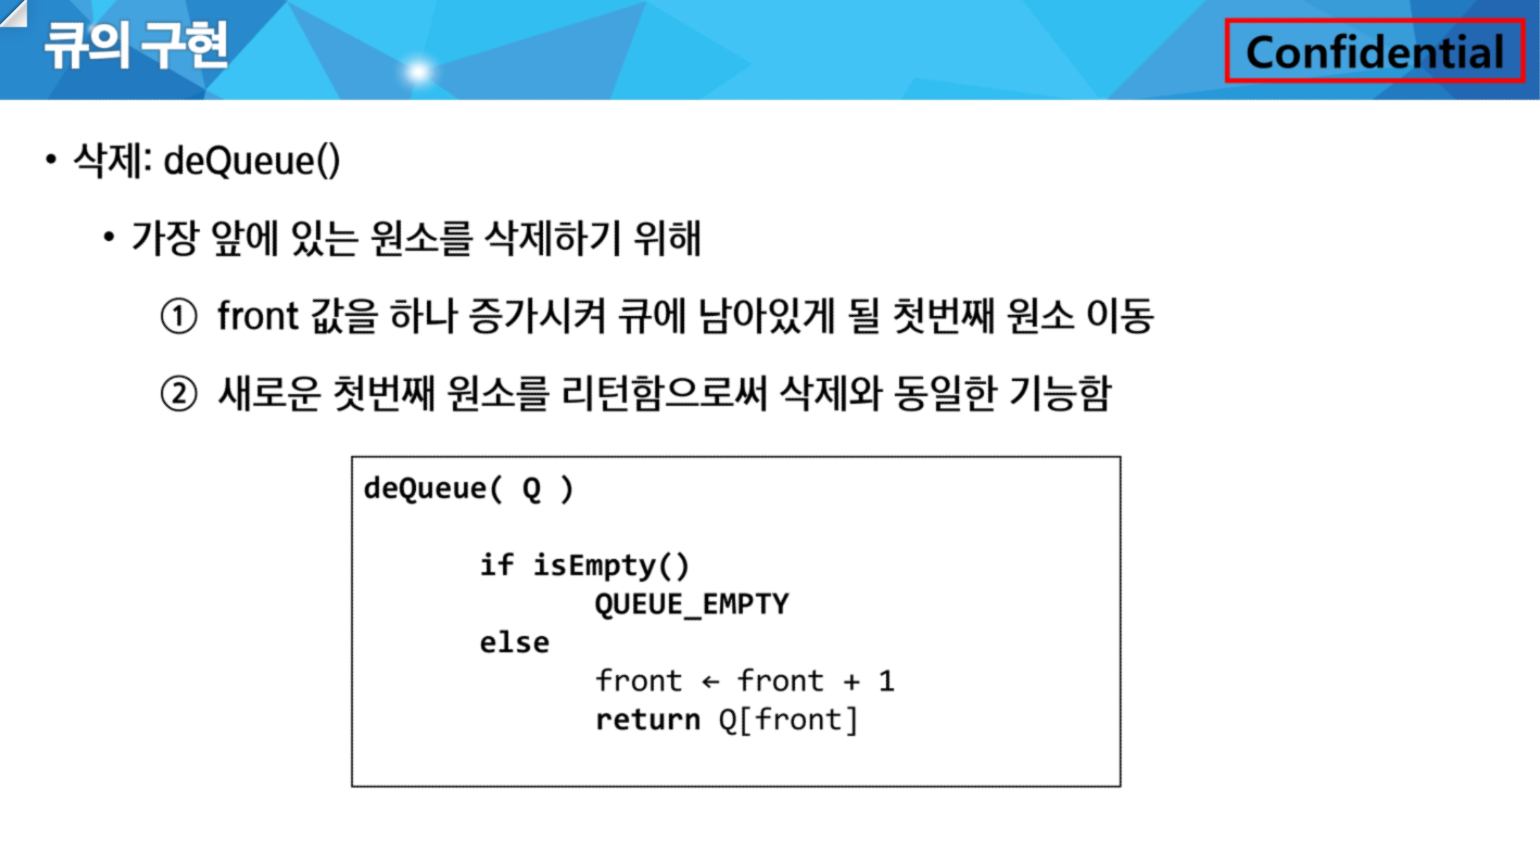 큐의 구현
Confidential
• 삭제: deQueue()
• 가장 앞에 있는 원소를 삭제하기 위해
① front 값을 하나 증가시켜 큐에 남아있게 될 첫번째 원소 이동
② 새로운 첫번째 원소를 리턴함으로써 삭제와 동일한 기능함
deQueue( Q )
if isEmpty()
QUEUE_EMPTY
else
front ← front + 1
return Q[front]